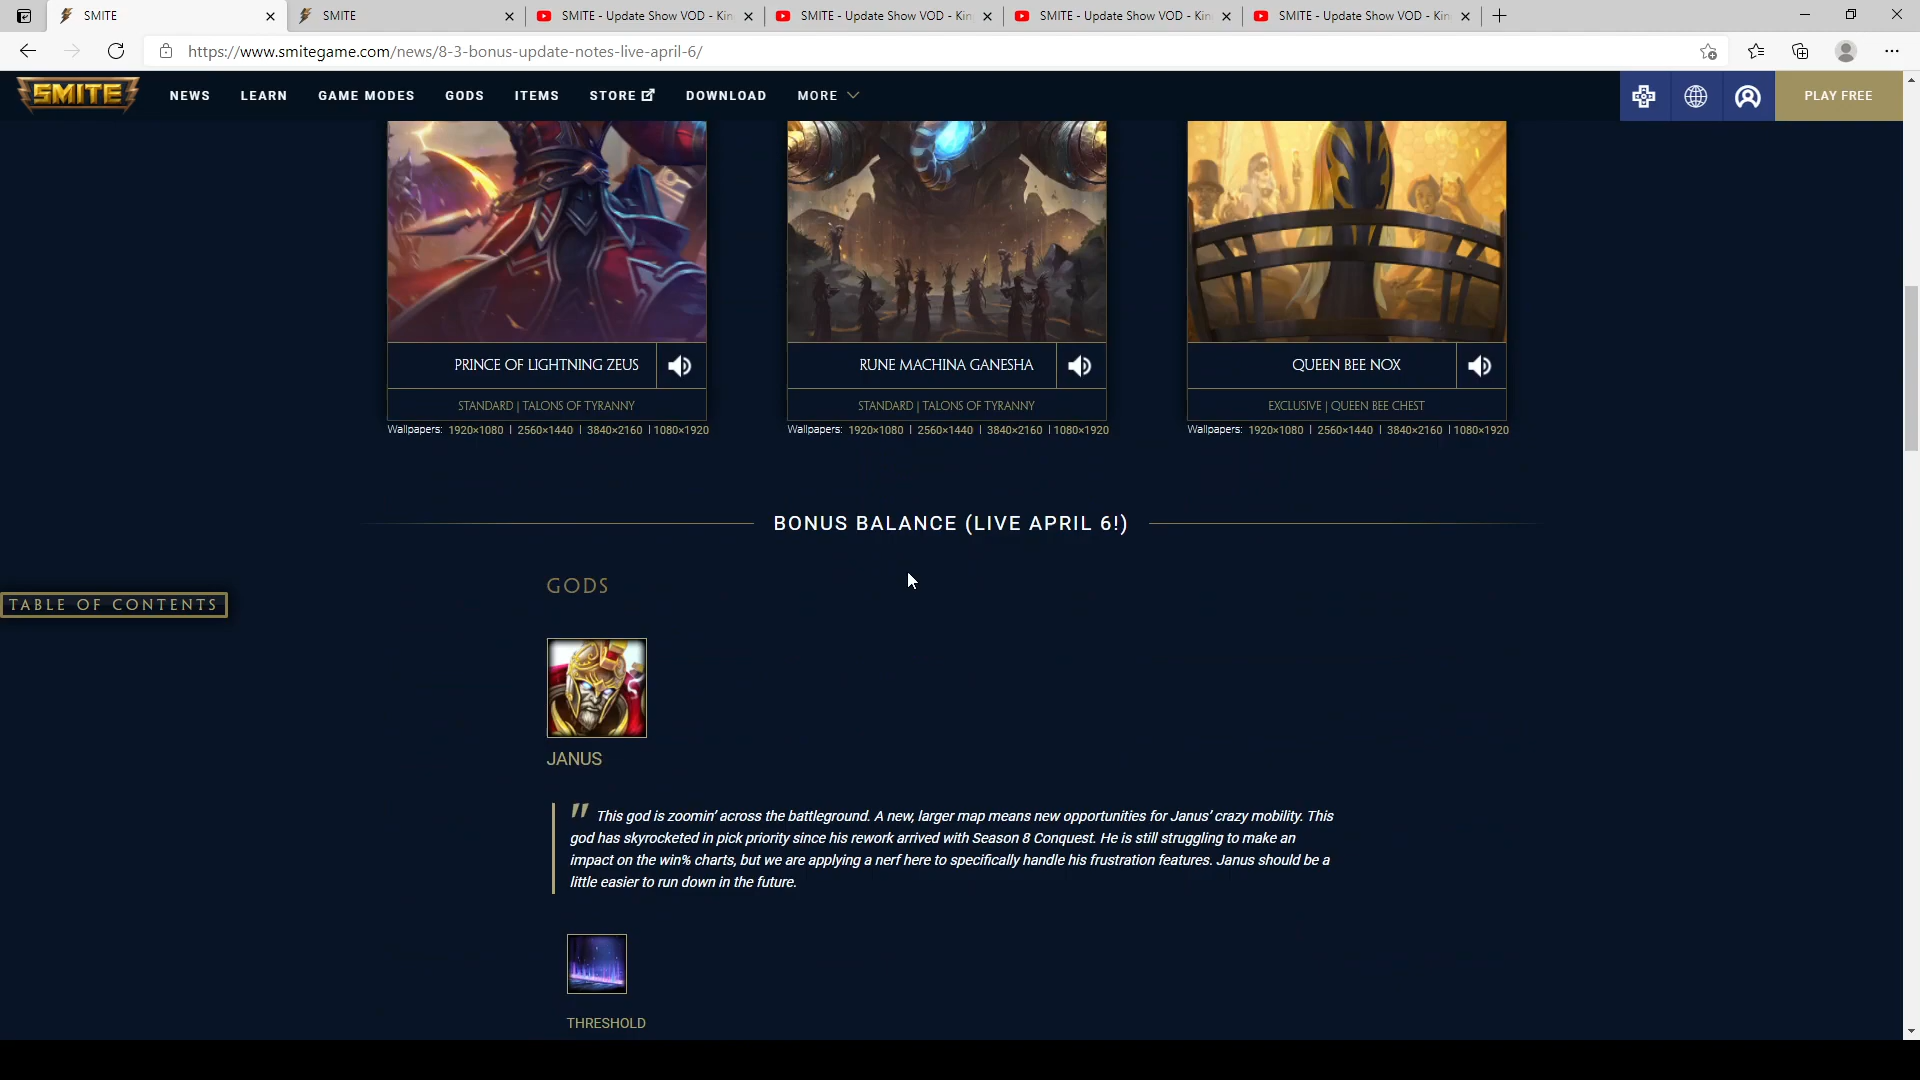 SMITE
SMITE
SMITE - Update Show VOD - Kin
SMITE - Update Show VOD - Kin
SMITE - Update Show VOD - Kin
SMITE - Update Show VOD - Kin
https://www.smitegame.com/news/8-3-bonus-update-notes-live-april-6/
SMITE
NEWS
LEARN
GAME MODES
GODS
ITEMS
STORE
DOWNLOAD
MORE
PLAY FREE
PRINCE OF LIGHTNING ZEUS
STANDARD | TALONS OF TYRANNY
Wallpapers: 1920×1080 | 2560×1440 | 3840×2160 | 1080×1920
RUNE MACHINA GANESHA
STANDARD | TALONS OF TYRANNY
Wallpapers: 1920×1080 | 2560×1440 | 3840×2160 | 1080×1920
QUEEN BEE NOX
EXCLUSIVE | QUEEN BEE CHEST
Wallpapers: 1920×1080 | 2560×1440 | 3840×2160 | 1080×1920
BONUS BALANCE (LIVE APRIL 6!)
GODS
TABLE OF CONTENTS
JANUS
" This god is zoomin' across the battleground. A new, larger map means new opportunities for Janus' crazy mobility. This
god has skyrocketed in pick priority since his rework arrived with Season 8 Conquest. He is still struggling to make an
impact on the win% charts, but we are applying a nerf here to specifically handle his frustration features. Janus should be a
little easier to run down in the future.
THRESHOLD